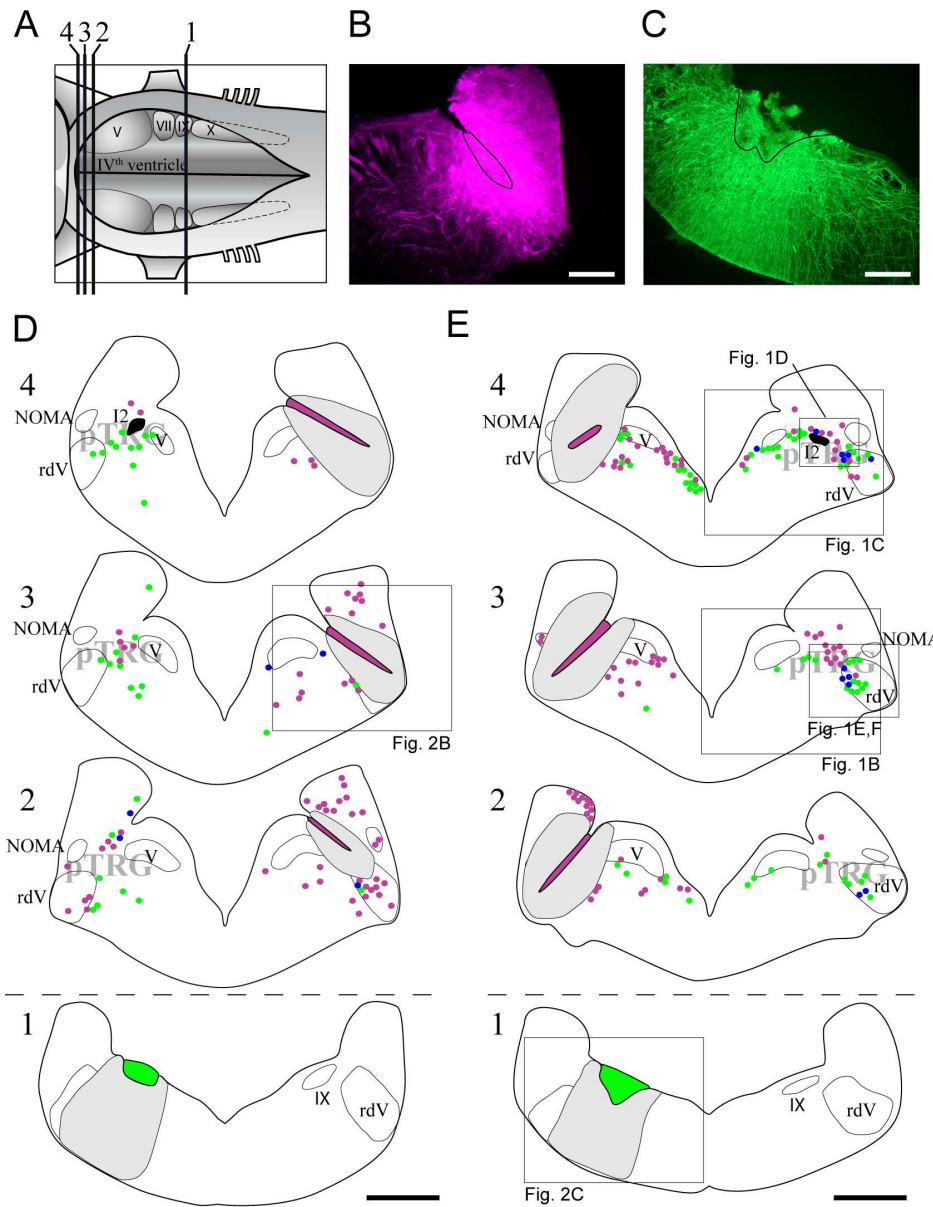 A
4 3 2 1
V VII IX X
IVth ventricle
B
C
D
4
NOMA
I2
pTRG
V
rdV
3
NOMA
pTRG
V
rdV
Fig. 2B
2
NOMA
pTRG
V
rdV
1
IX
rdV
E
Fig. 1D
4
NOMA
V
rdV
I2
pTRG
rdV
Fig. 1C
3
V
NOMA
pTRG
rdV
Fig. 1E,F
Fig. 1B
2
V
pTRG
rdV
1
IX
rdV
Fig. 2C